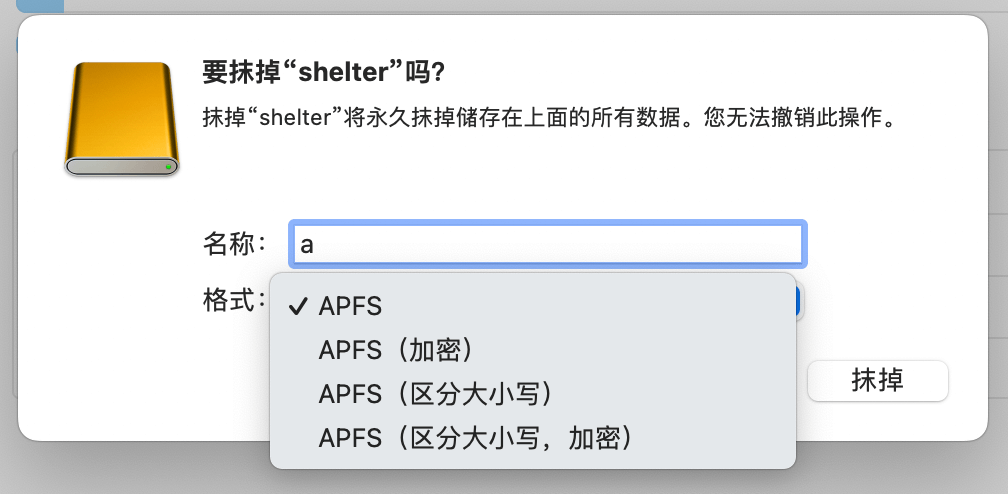 要抹掉“shelter”吗？
抹掉“shelter”将永久抹掉储存在上面的所有数据。您无法撤销此操作。
名称：
a
格式：
APFS
APFS（加密）
APFS（区分大小写）
APFS（区分大小写，加密）
抹掉